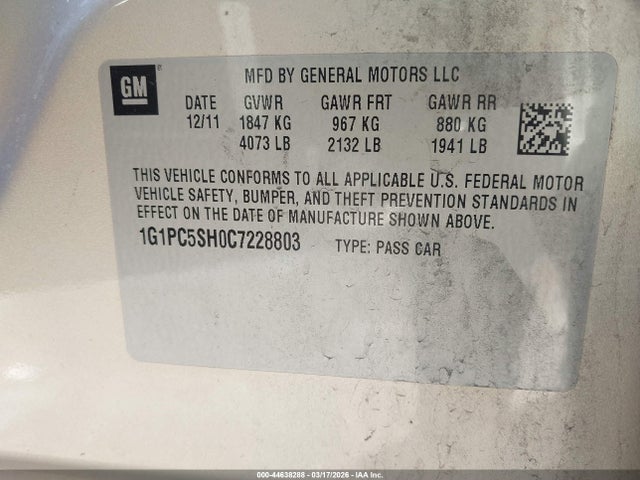 GM
MFD BY GENERAL MOTORS LLC
DATE GVWR GAWR FRT GAWR RR
12/11 1847 KG 967 KG 880 KG
4073 LB 2132 LB 1941 LB
THIS VEHICLE CONFORMS TO ALL APPLICABLE U.S. FEDERAL MOTOR
VEHICLE SAFETY, BUMPER, AND THEFT PREVENTION STANDARDS IN
EFFECT ON THE DATE OF MANUFACTURE SHOWN ABOVE.
1G1PC5SH0C7228803 TYPE: PASS CAR
000-44638288 - 03/17/2026 - IAA Inc.